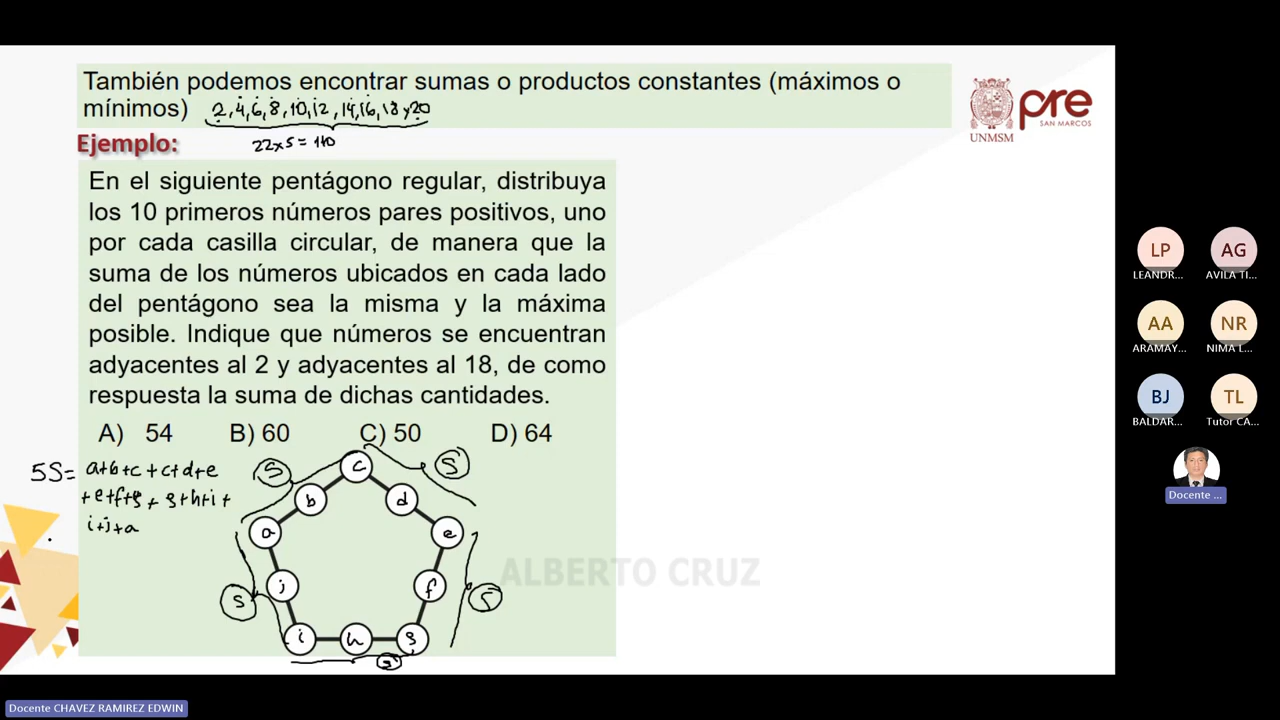 También podemos encontrar sumas o productos constantes (máximos o
mínimos) 2, 4, 6, 8, 10, 12, 14, 16, 18 y 20
22x5 = 110
Ejemplo:
UNMSM
pre
SAN MARCOS
En el siguiente pentágono regular, distribuya
los 10 primeros números pares positivos, uno
por cada casilla circular, de manera que la
suma de los números ubicados en cada lado
del pentágono sea la misma y la máxima
posible. Indique que números se encuentran
adyacentes al 2 y adyacentes al 18, de como
respuesta la suma de dichas cantidades.
A) 54 B) 60 C) 50 D) 64
5S= a+b+c + c+d+e
+ e+f+g + g+h+i +
i+j+a
S c S
b d
a e
j f
S S
i h g
ALBERTO CRUZ
LP AG
LEANDR... AVILA TI...
AA NR
ARAMAY... NIMA L...
BJ TL
BALDAR... Tutor CA...
Docente ...
Docente CHAVEZ RAMIREZ EDWIN